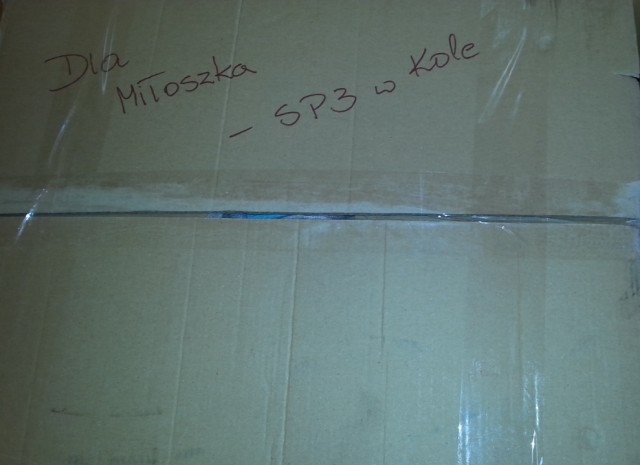 Dla
Miłoszka
- SP3 w Kole